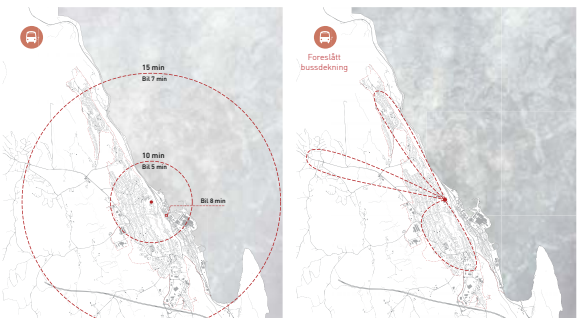 15 min
Bil 7 min
10 min
Bil 5 min
Bil 8 min
Foreslått
bussdekning